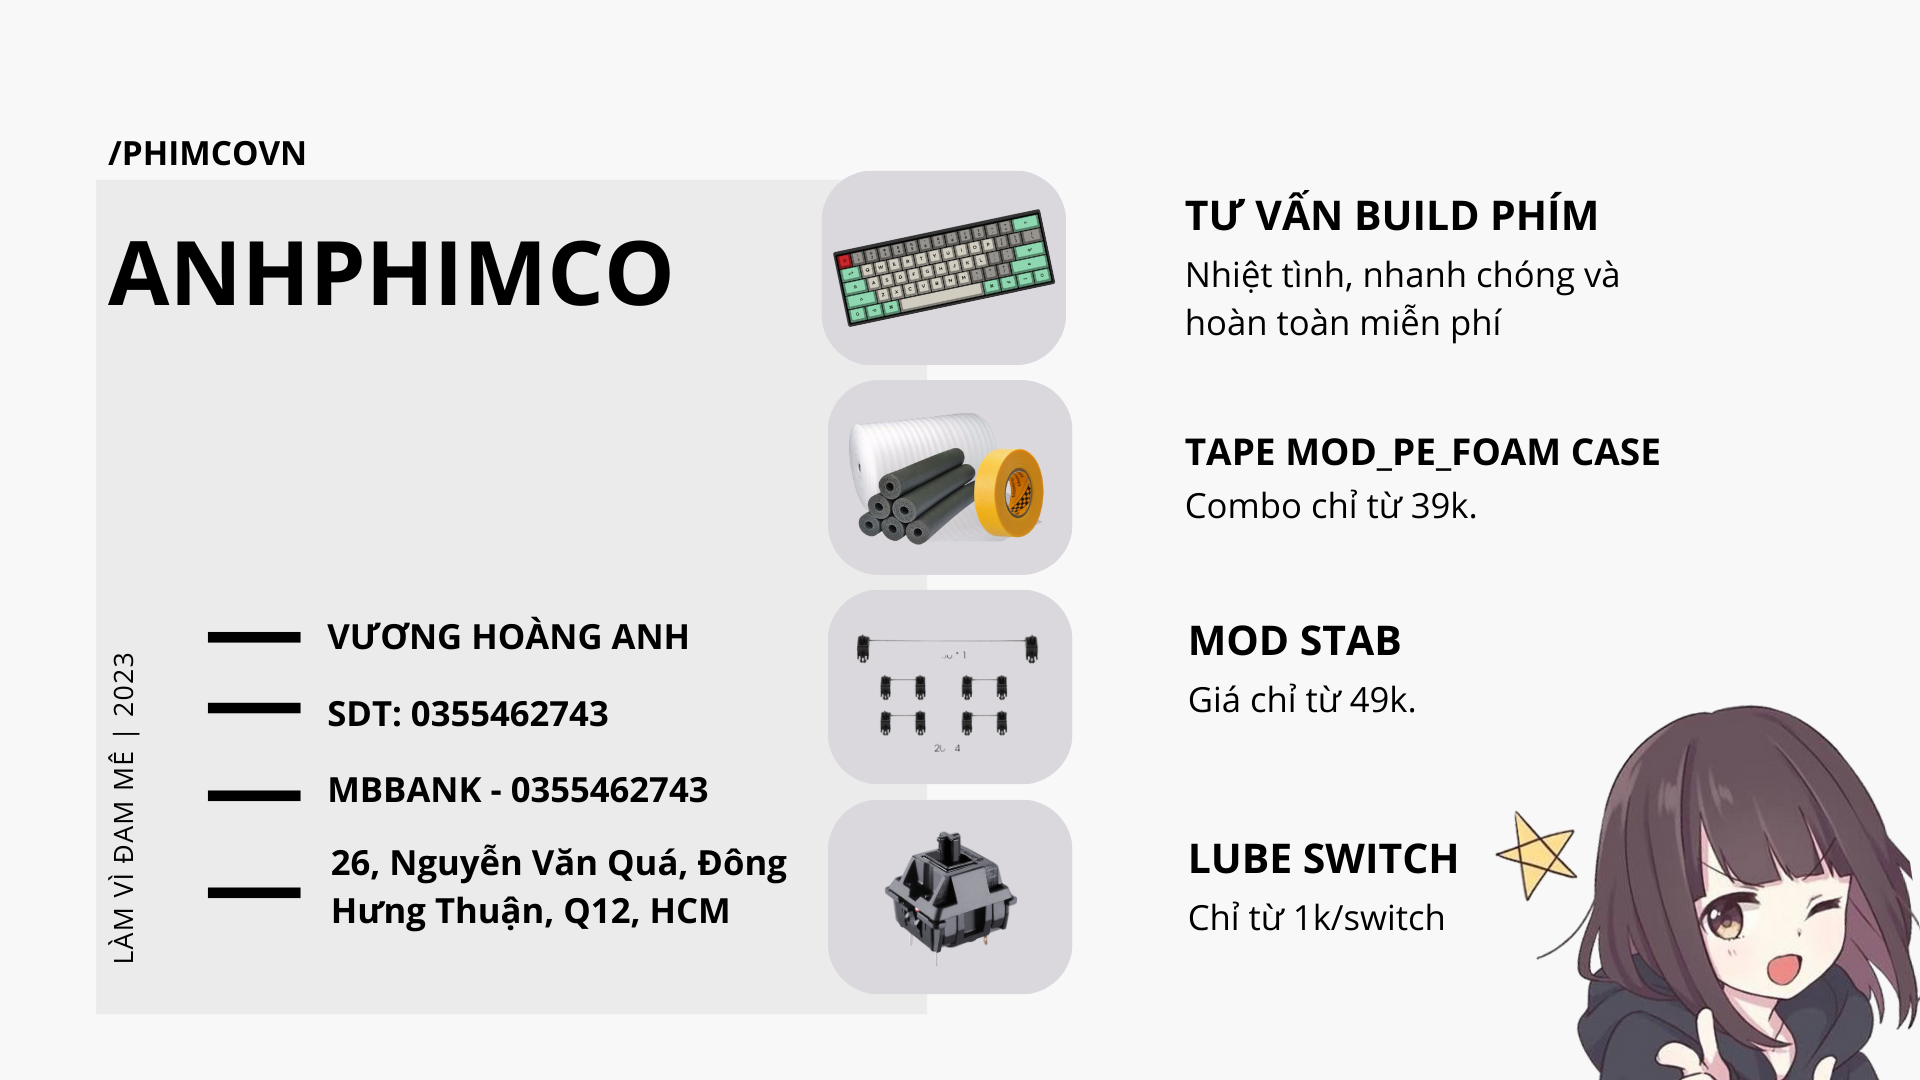 /PHIMCOVN
ANHPHIMCO
VƯƠNG HOÀNG ANH
SDT: 0355462743
MBBANK - 0355462743
26, Nguyễn Văn Quá, Đông
Hưng Thuận, Q12, HCM
LÀM VÌ ĐAM MÊ | 2023
TƯ VẤN BUILD PHÍM
Nhiệt tình, nhanh chóng và
hoàn toàn miễn phí
TAPE MOD_PE_FOAM CASE
Combo chỉ từ 39k.
MOD STAB
Giá chỉ từ 49k.
LUBE SWITCH
Chỉ từ 1k/switch